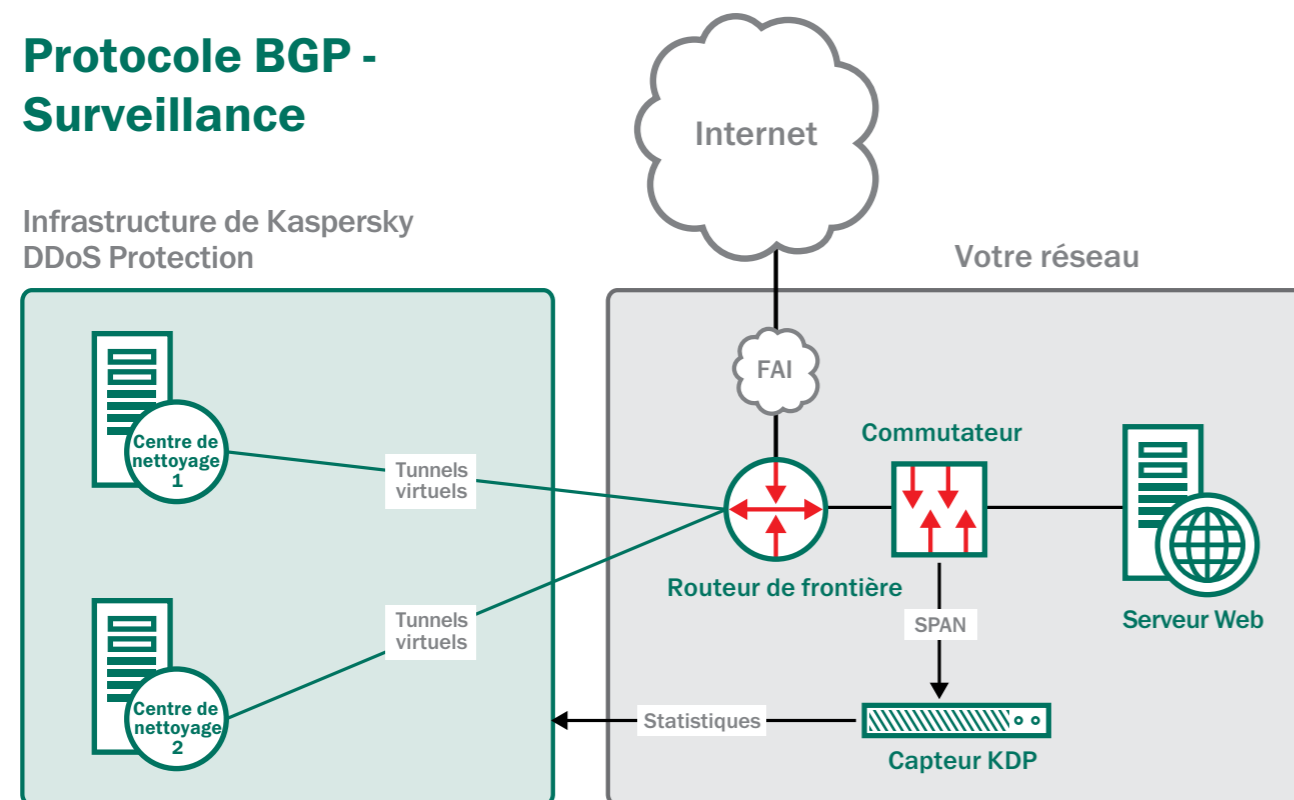 Protocole BGP -
Surveillance
Internet
Infrastructure de Kaspersky
DDoS Protection
Votre réseau
FAI
Commutateur
Centre de
nettoyage
1
Tunnels
virtuels
Routeur de frontière
Serveur Web
SPAN
Tunnels
virtuels
Centre de
nettoyage
2
Statistiques
Capteur KDP